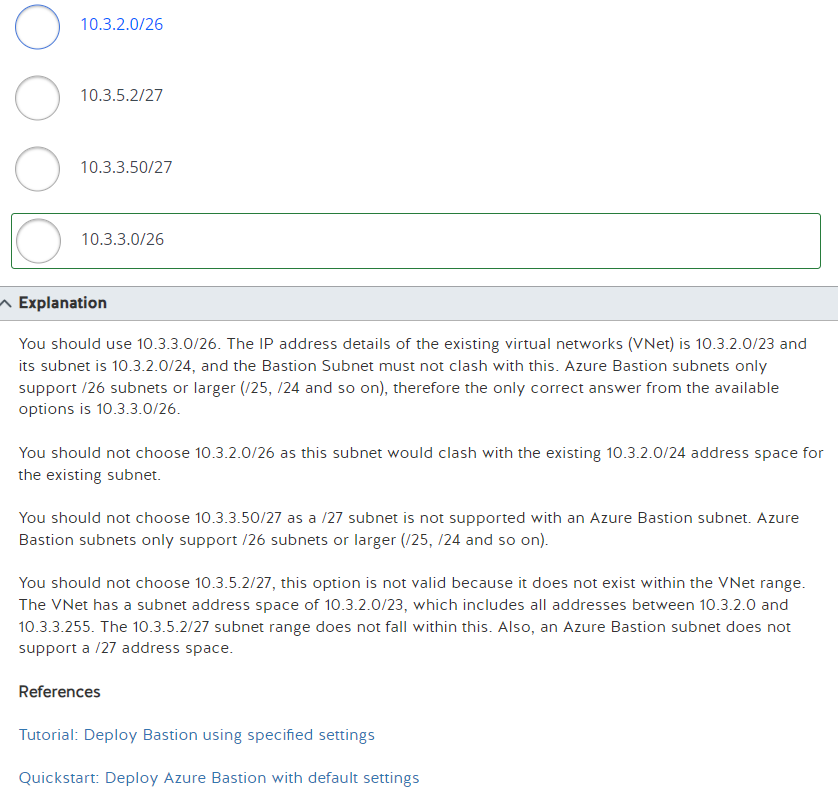 10.3.2.0/26
10.3.5.2/27
10.3.3.50/27
10.3.3.0/26
Explanation
You should use 10.3.3.0/26. The IP address details of the existing virtual networks (VNet) is 10.3.2.0/23 and
its subnet is 10.3.2.0/24, and the Bastion Subnet must not clash with this. Azure Bastion subnets only
support /26 subnets or larger (/25, /24 and so on), therefore the only correct answer from the available
options is 10.3.3.0/26.
You should not choose 10.3.2.0/26 as this subnet would clash with the existing 10.3.2.0/24 address space for
the existing subnet.
You should not choose 10.3.3.50/27 as a /27 subnet is not supported with an Azure Bastion subnet. Azure
Bastion subnets only support /26 subnets or larger (/25, /24 and so on).
You should not choose 10.3.5.2/27, this option is not valid because it does not exist within the VNet range.
The VNet has a subnet address space of 10.3.2.0/23, which includes all addresses between 10.3.2.0 and
10.3.3.255. The 10.3.5.2/27 subnet range does not fall within this. Also, an Azure Bastion subnet does not
support a /27 address space.
References
Tutorial: Deploy Bastion using specified settings
Quickstart: Deploy Azure Bastion with default settings